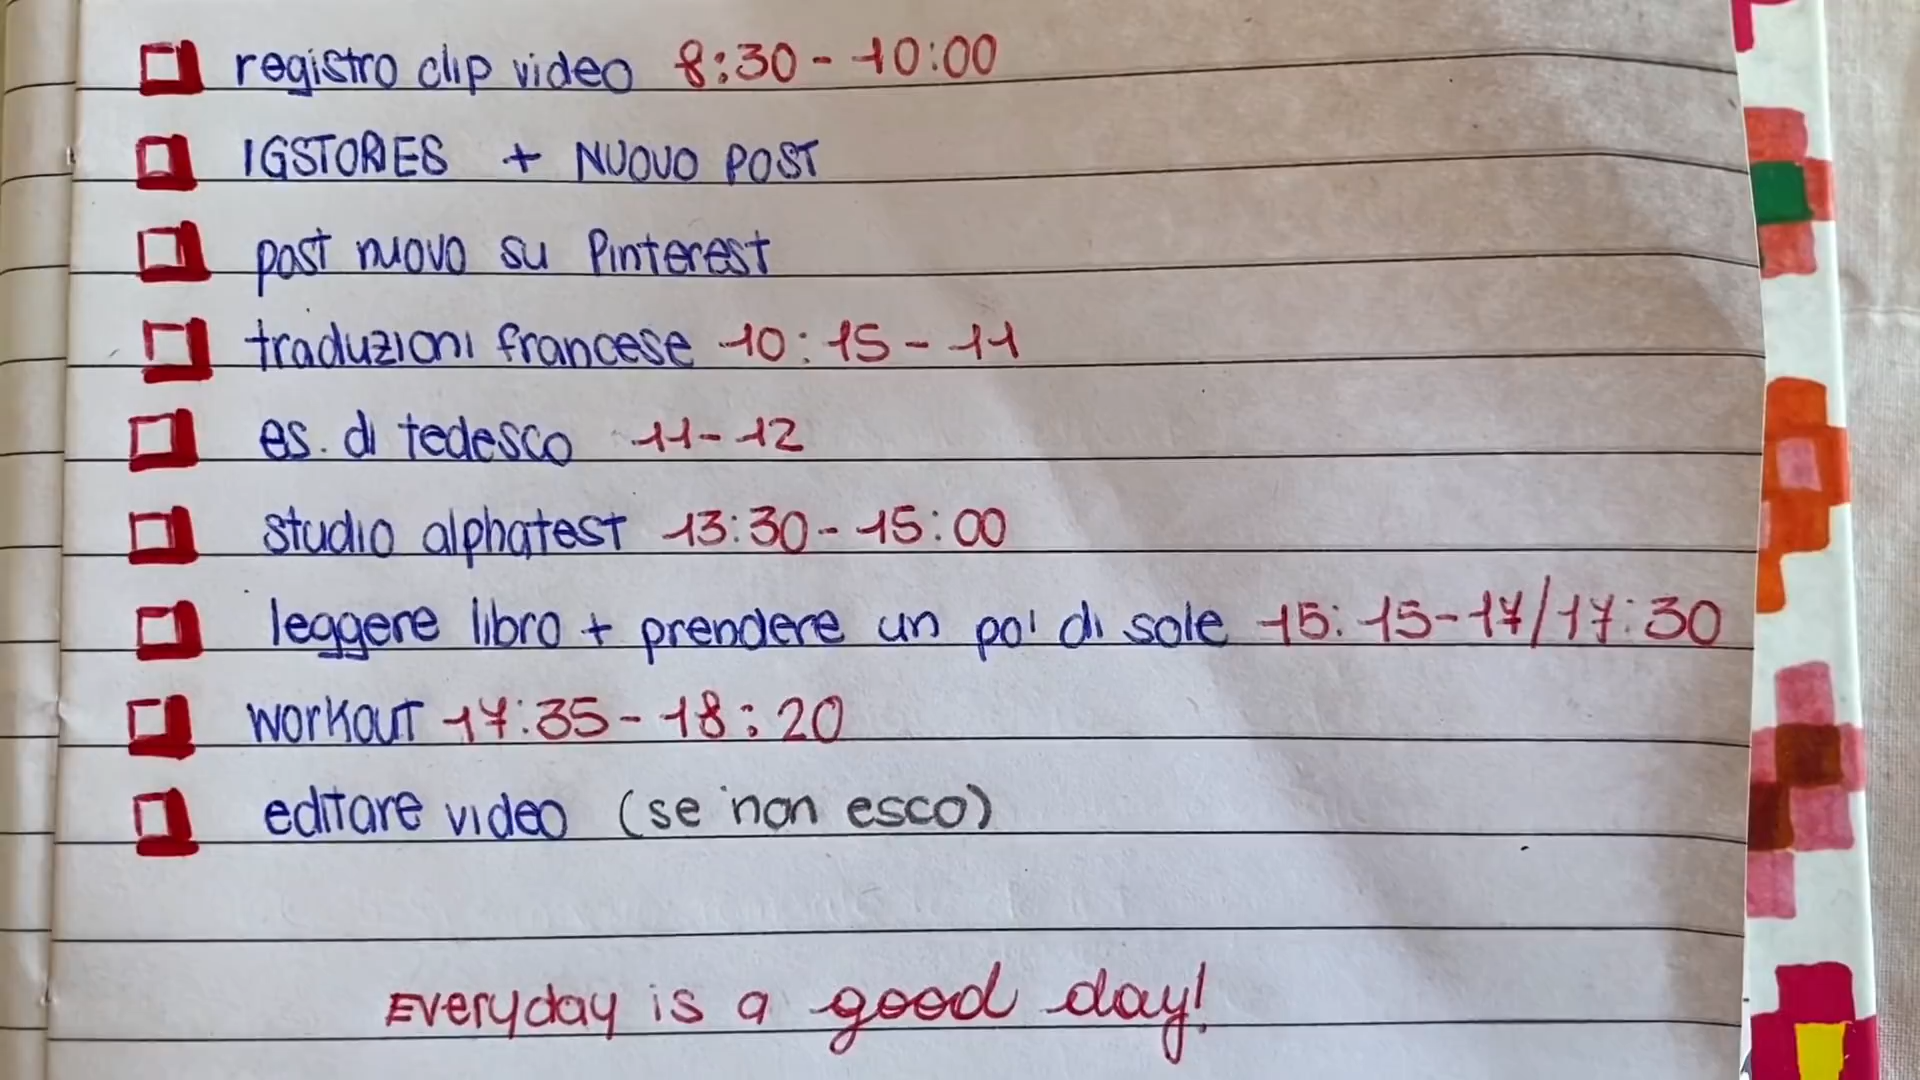 registro clip video 8:30 - 10:00
IGSTORIES + NUOVO POST
post nuovo su Pinterest
traduzioni francese 10:15 - 11
es. di tedesco 11 - 12
studio alphatest 13:30 - 15:00
leggere libro + prendere un po' di sole 15:15 - 17/17:30
workout 17:35 - 18:20
editare video (se non esco)
Everyday is a good day!